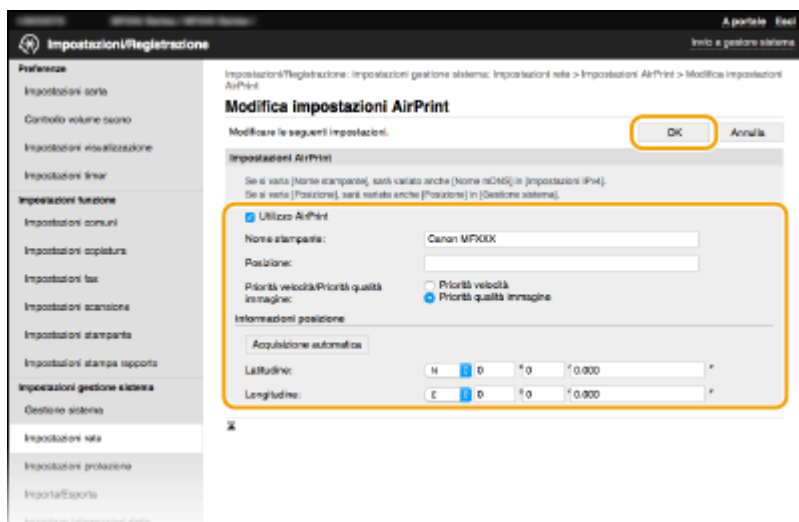 A portale Esci
Impostazioni/Registrazione
Invio a gestore sistema
Preferenze
Impostazioni carta
Controllo volume suono
Impostazioni visualizzazione
Impostazioni timer
Impostazioni funzione
Impostazioni comuni
Impostazioni copiatura
Impostazioni fax
Impostazioni scansione
Impostazioni stampante
Impostazioni stampa rapporto
Impostazioni gestione sistema
Gestione sistema
Impostazioni rete
Impostazioni protezione
Importa/Esporta
Impostazioni/Registrazione: Impostazioni gestione sistema: Impostazioni rete > Impostazioni AirPrint > Modifica impostazioni
AirPrint
Modifica impostazioni AirPrint
Modificare le seguenti impostazioni.
OK
Annulla
Impostazioni AirPrint
Se si varia [Nome stampante], sarà variato anche [Nome mDNS] in [Impostazioni IPv4].
Se si varia [Posizione], sarà variata anche [Posizione] in [Gestione sistema].
Utilizzo AirPrint
Nome stampante: Canon MFXXX
Posizione:
Priorità velocità/Priorità qualità
immagine:
Priorità velocità
Priorità qualità immagine
Informazioni posizione
Acquisizione automatica
Latitudine: N 0 ° 0 ' 0.000 "
Longitudine: E 0 ° 0 ' 0.000 "